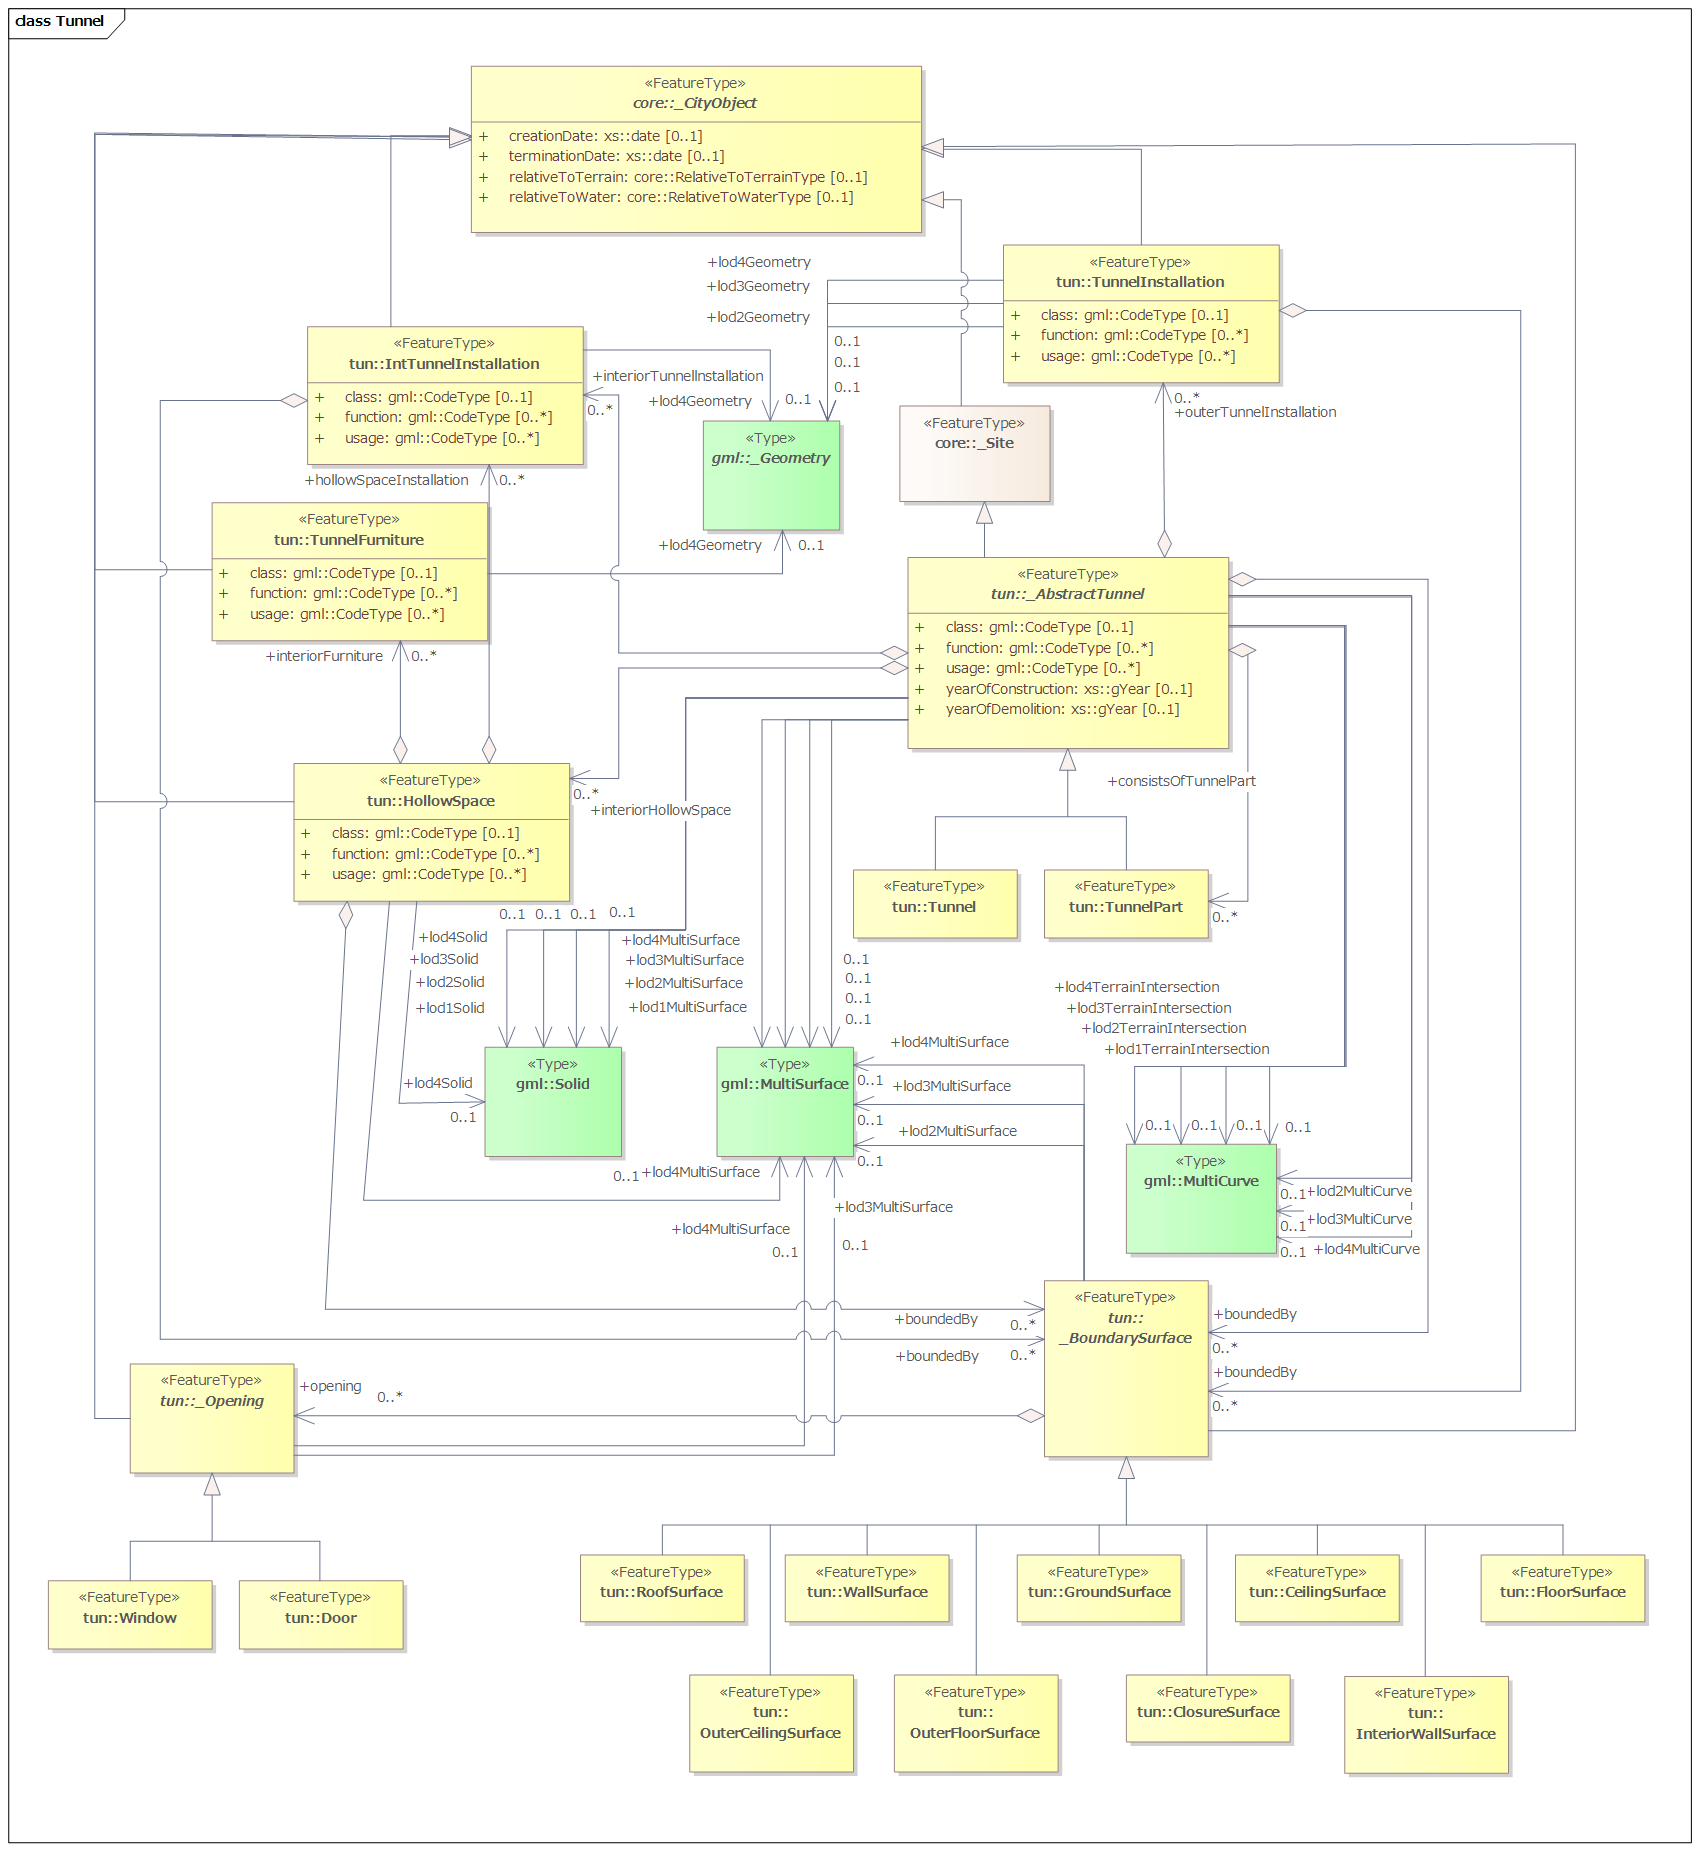 class Tunnel
«FeatureType»
core::_CityObject
+ creationDate: xs::date [0..1]
+ terminationDate: xs::date [0..1]
+ relativeToTerrain: core::RelativeToTerrainType [0..1]
+ relativeToWater: core::RelativeToWaterType [0..1]
«FeatureType»
tun::TunnelInstallation
+ class: gml::CodeType [0..1]
+ function: gml::CodeType [0..*]
+ usage: gml::CodeType [0..*]
+lod4Geometry
+lod3Geometry
+lod2Geometry
0..1
0..1
0..1
«FeatureType»
tun::IntTunnelInstallation
+ class: gml::CodeType [0..1]
+ function: gml::CodeType [0..*]
+ usage: gml::CodeType [0..*]
+interiorTunnelInstallation
0..*
+lod4Geometry
0..1
«Type»
gml::_Geometry
«FeatureType»
core::_Site
0..*
+outerTunnelInstallation
+hollowSpaceInstallation
0..*
«FeatureType»
tun::TunnelFurniture
+ class: gml::CodeType [0..1]
+ function: gml::CodeType [0..*]
+ usage: gml::CodeType [0..*]
+lod4Geometry
0..1
«FeatureType»
tun::_AbstractTunnel
+ class: gml::CodeType [0..1]
+ function: gml::CodeType [0..*]
+ usage: gml::CodeType [0..*]
+ yearOfConstruction: xs::gYear [0..1]
+ yearOfDemolition: xs::gYear [0..1]
+interiorFurniture
0..*
«FeatureType»
tun::HollowSpace
+ class: gml::CodeType [0..1]
+ function: gml::CodeType [0..*]
+ usage: gml::CodeType [0..*]
0..*
+interiorHollowSpace
+consistsOfTunnelPart
0..*
«FeatureType»
tun::Tunnel
«FeatureType»
tun::TunnelPart
0..1
0..1
0..1
0..1
+lod4Solid
+lod3Solid
+lod2Solid
+lod1Solid
+lod4MultiSurface
+lod3MultiSurface
+lod2MultiSurface
+lod1MultiSurface
0..1
0..1
0..1
0..1
+lod4TerrainIntersection
+lod3TerrainIntersection
+lod2TerrainIntersection
+lod1TerrainIntersection
+lod4Solid
0..1
«Type»
gml::Solid
«Type»
gml::MultiSurface
+lod4MultiSurface
0..1
+lod3MultiSurface
0..1
+lod2MultiSurface
0..1
0..1
0..1
0..1
0..1
«Type»
gml::MultiCurve
0..1
+lod2MultiCurve
0..1
+lod3MultiCurve
0..1
+lod4MultiCurve
0..1
+lod4MultiSurface
+lod3MultiSurface
+lod4MultiSurface
0..1
0..1
«FeatureType»
tun::
_BoundarySurface
+boundedBy
0..*
+boundedBy
0..*
+boundedBy
0..*
+boundedBy
0..*
«FeatureType»
tun::_Opening
+opening
0..*
«FeatureType»
tun::Window
«FeatureType»
tun::Door
«FeatureType»
tun::RoofSurface
«FeatureType»
tun::WallSurface
«FeatureType»
tun::GroundSurface
«FeatureType»
tun::CeilingSurface
«FeatureType»
tun::FloorSurface
«FeatureType»
tun::
OuterCeilingSurface
«FeatureType»
tun::
OuterFloorSurface
«FeatureType»
tun::ClosureSurface
«FeatureType»
tun::
InteriorWallSurface